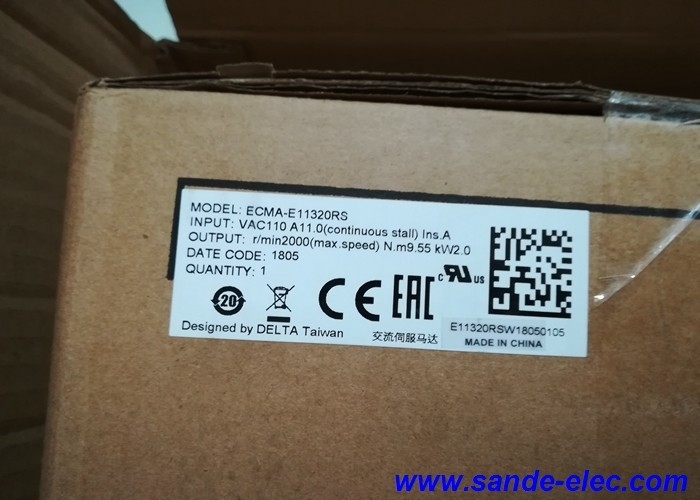 MODEL: ECMA-E11320RS
INPUT: VAC110 A11.0(continuous stall) Ins.A
OUTPUT: r/min2000(max.speed) N.m9.55 kW2.0
DATE CODE: 1805
QUANTITY: 1
c RU us
20 CE EAC
Designed by DELTA Taiwan
交流伺服马达
E11320RSW18050105
MADE IN CHINA
www.sande-elec.com